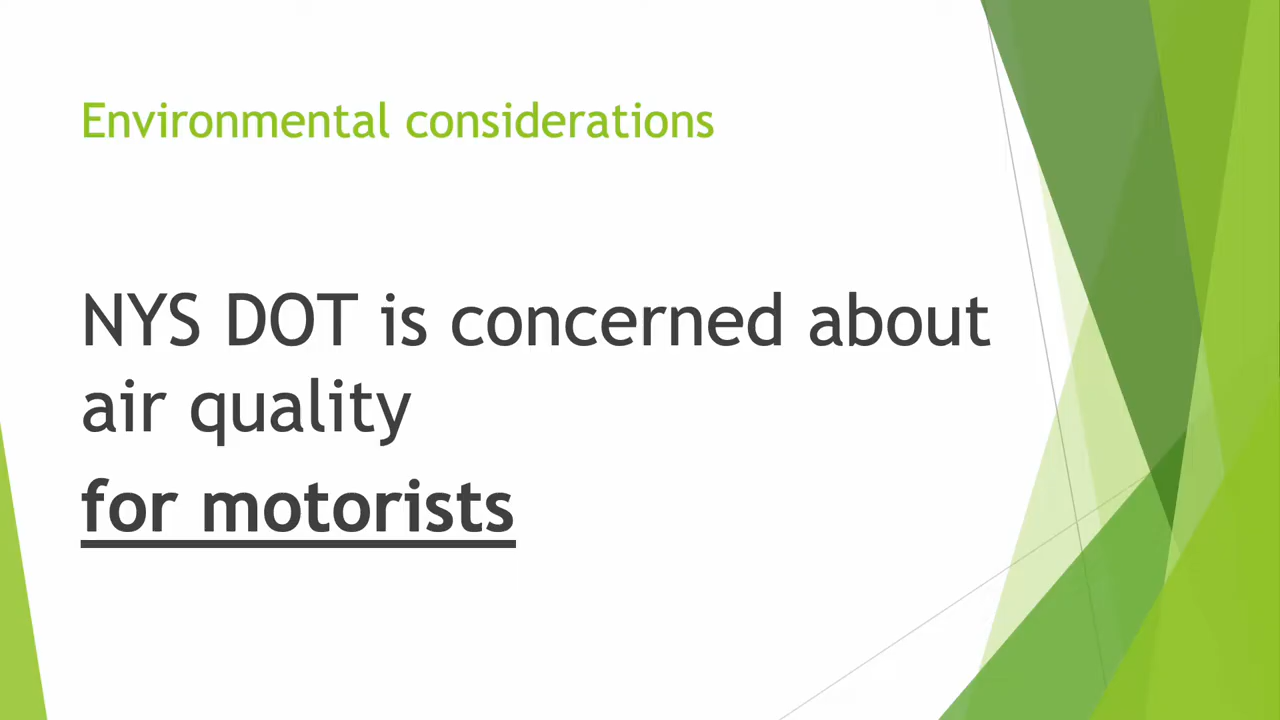 Environmental considerations
NYS DOT is concerned about
air quality
for motorists